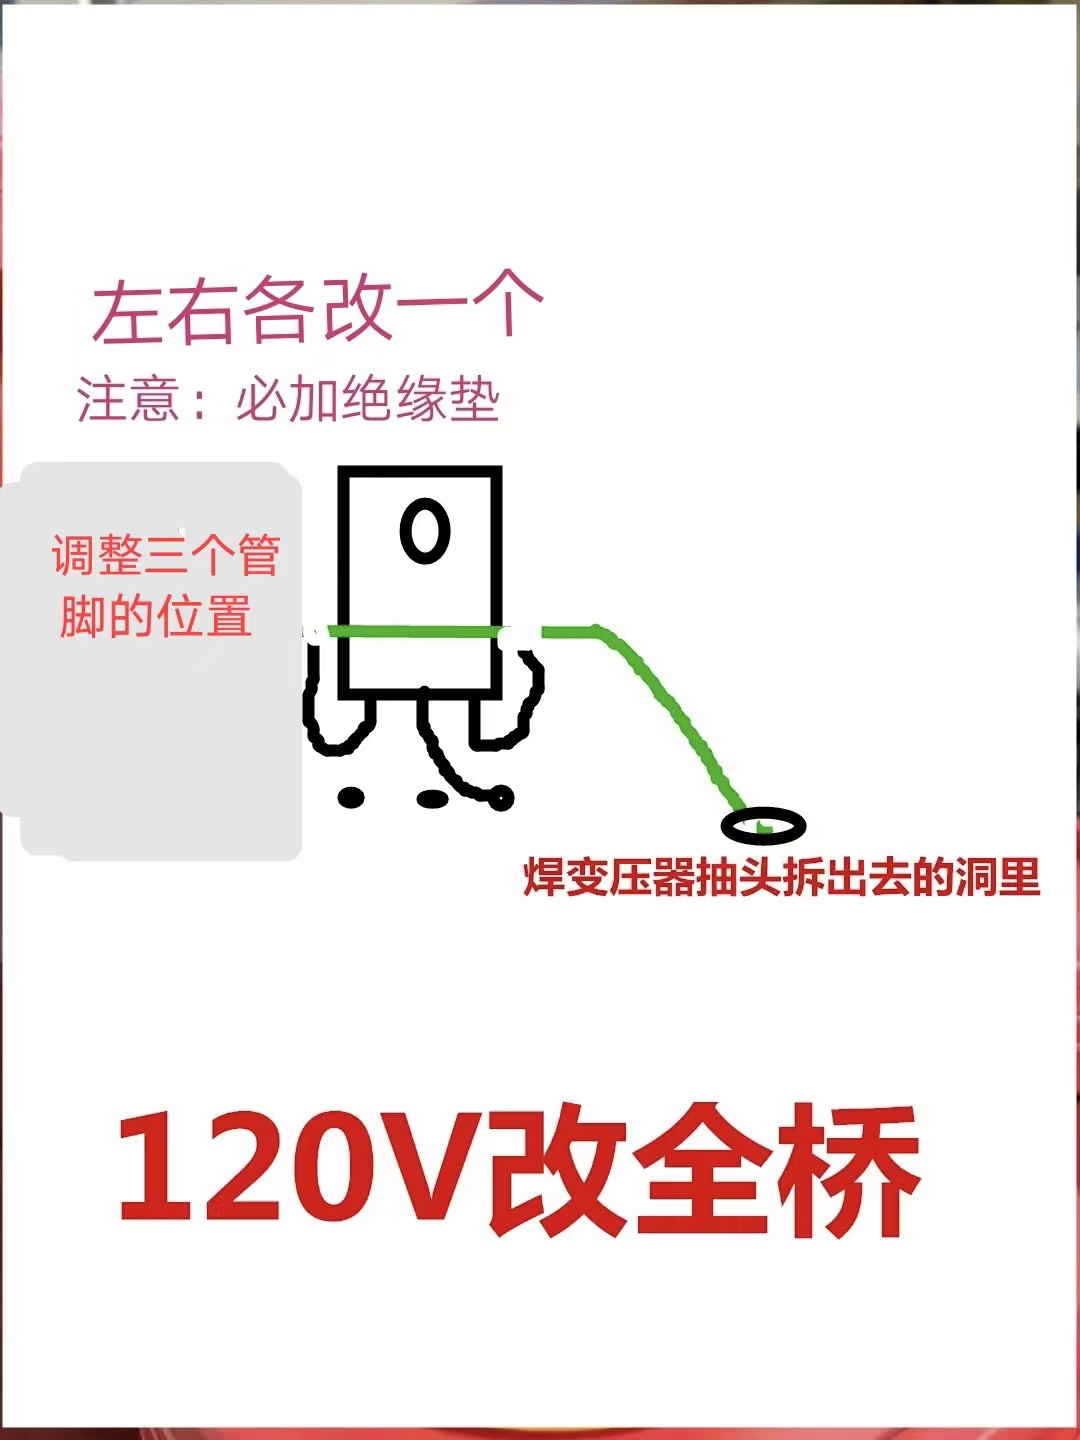 左右各改一个
注意：必加绝缘垫
调整三个管
脚的位置
焊变压器抽头拆出去的洞里
120V改全桥